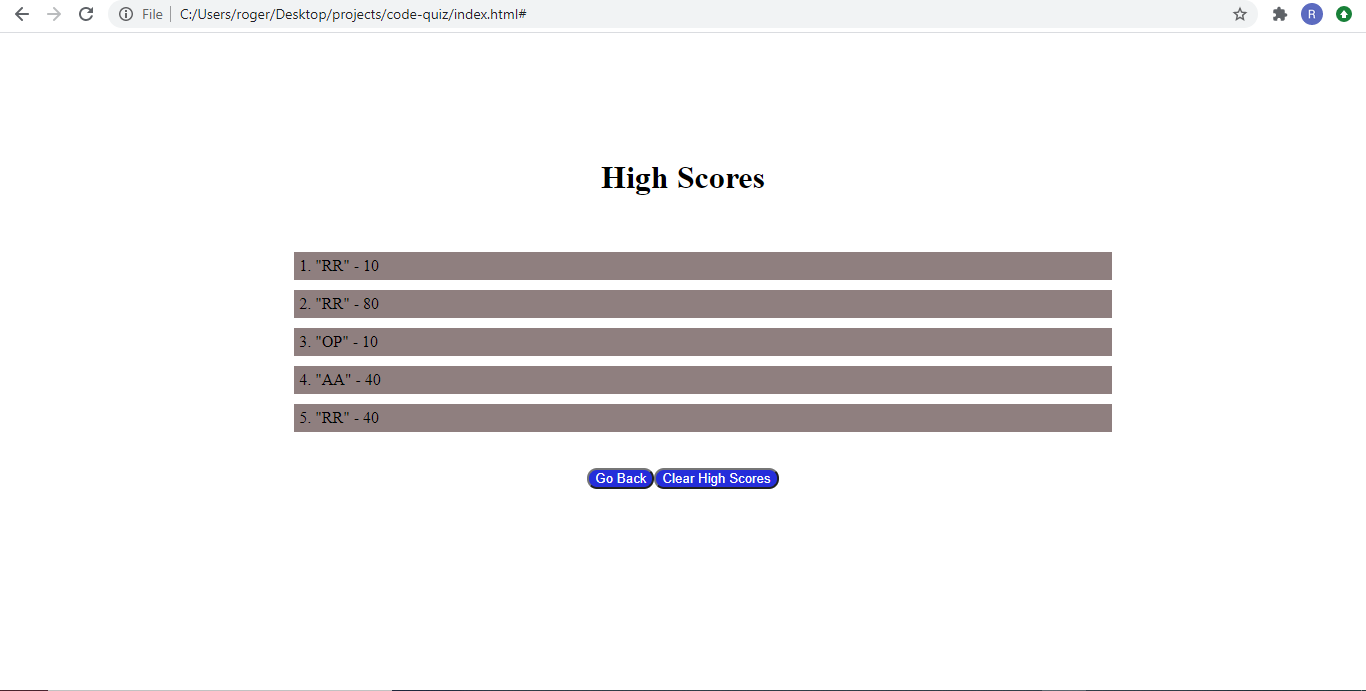 File C:/Users/roger/Desktop/projects/code-quiz/index.html# R
High Scores
1. "RR" - 10
2. "RR" - 80
3. "OP" - 10
4. "AA" - 40
5. "RR" - 40
Go Back Clear High Scores